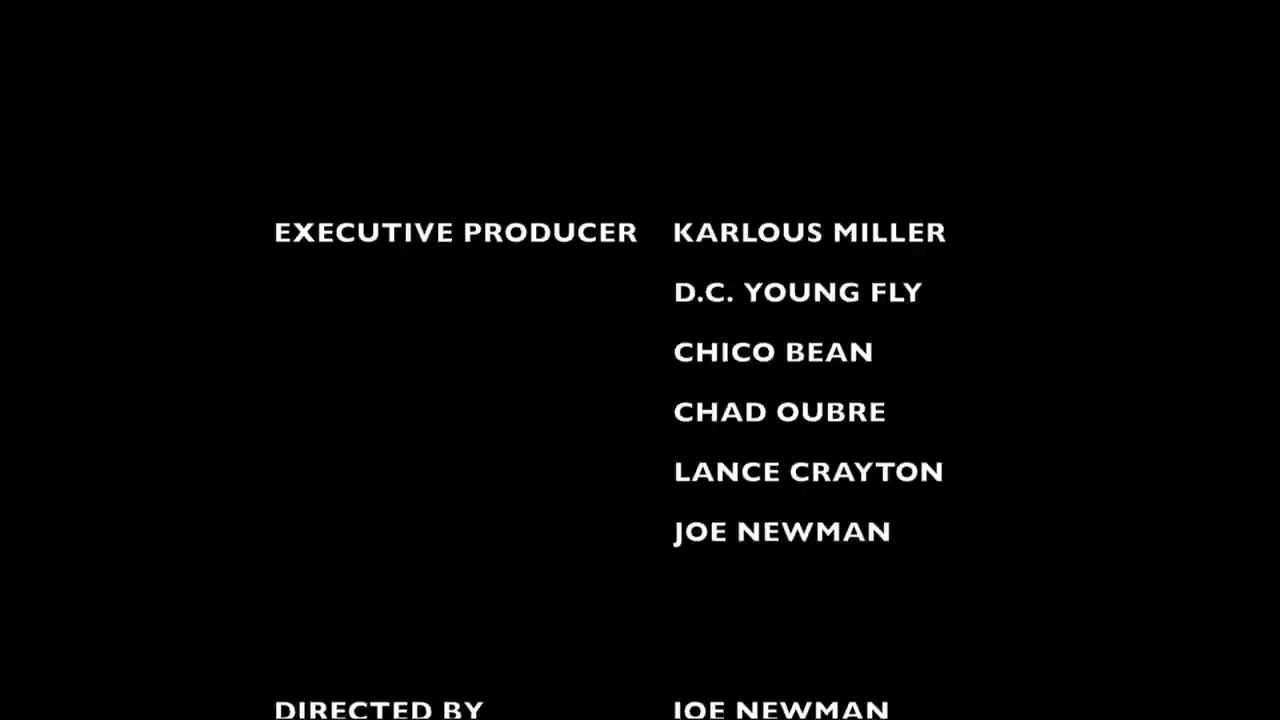 EXECUTIVE PRODUCER KARLOUS MILLER
D.C. YOUNG FLY
CHICO BEAN
CHAD OUBRE
LANCE CRAYTON
JOE NEWMAN
DIRECTED BY JOE NEWMAN